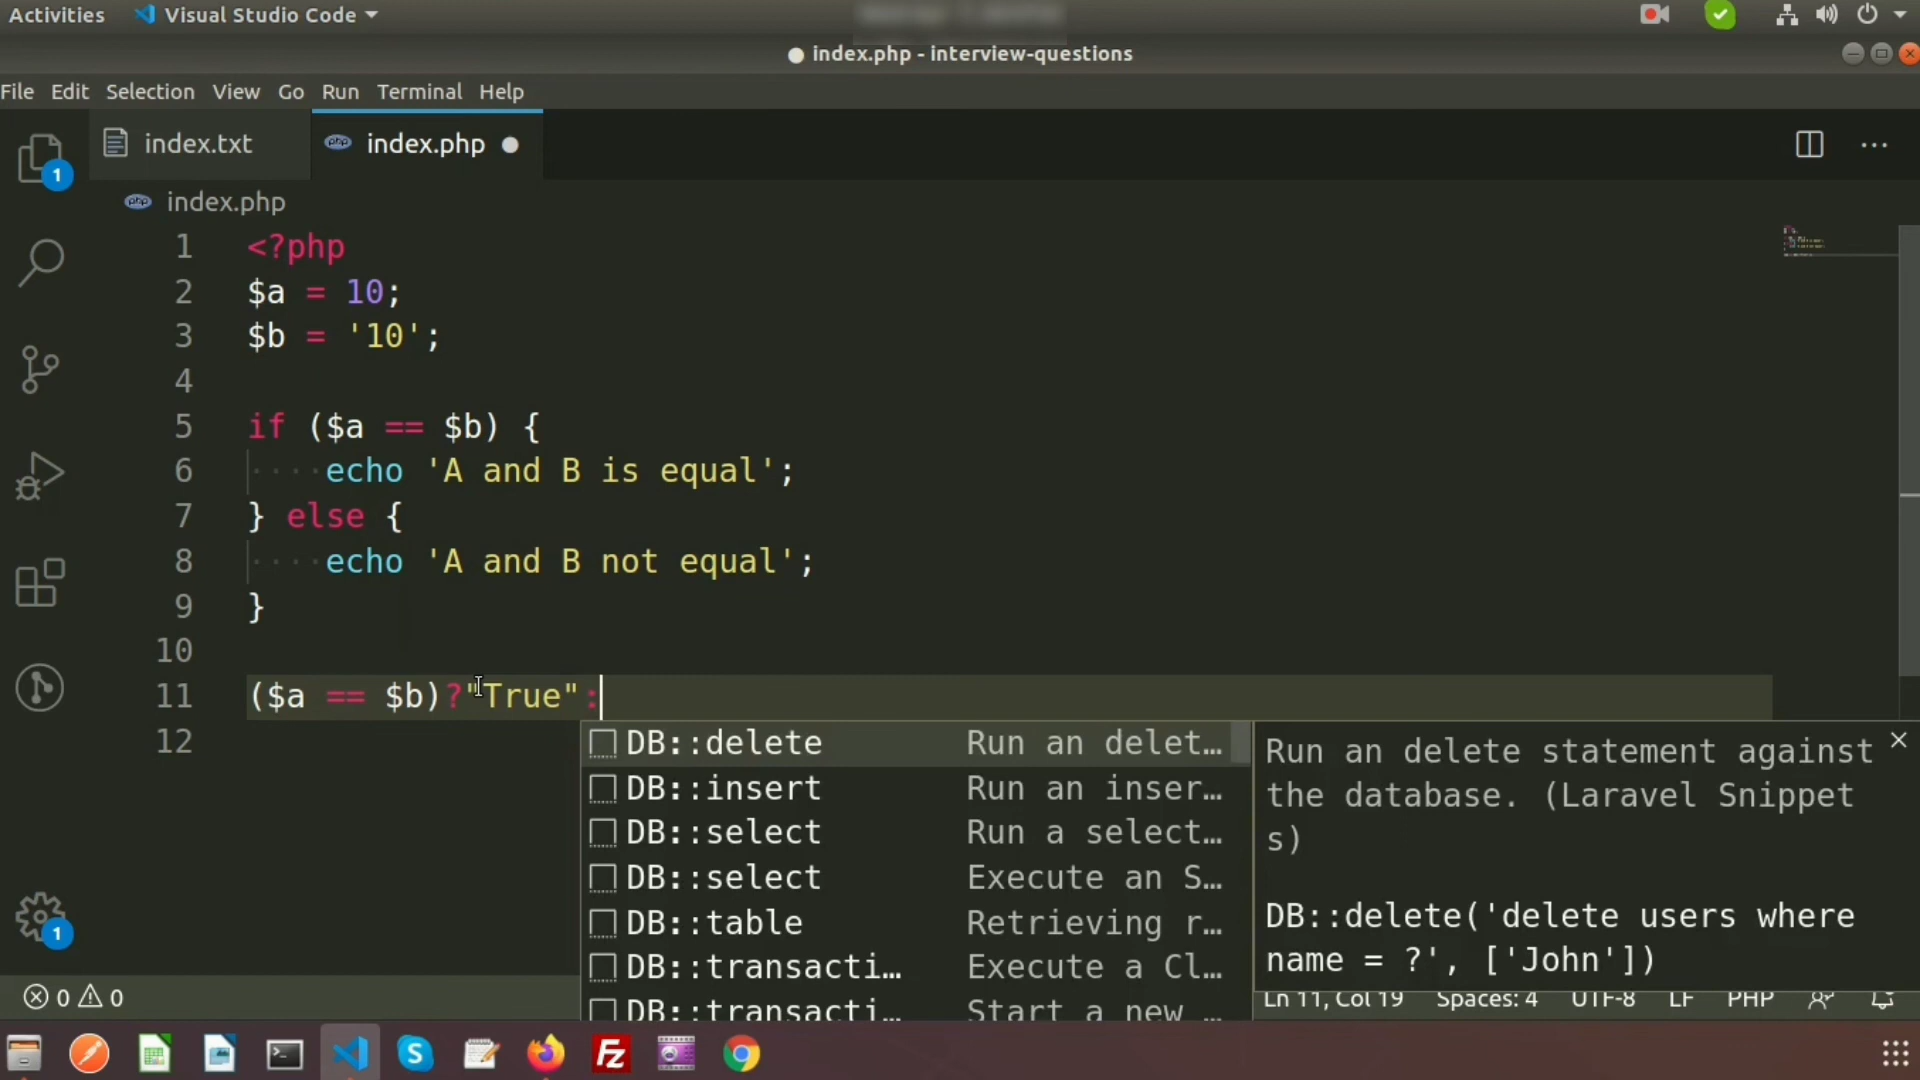 Activities Visual Studio Code
index.php - interview-questions
File Edit Selection View Go Run Terminal Help
index.txt index.php
1
index.php
1 <?php
2 $a = 10;
3 $b = '10';
4
5 if ($a == $b) {
6 ····echo 'A and B is equal';
7 } else {
8 ····echo 'A and B not equal';
9 }
10
11 ($a == $b)?"True":
12
DB::delete Run an delet…
DB::insert Run an inser…
DB::select Run a select…
DB::select Execute an S…
DB::table Retrieving r…
DB::transacti… Execute a Cl…
DB::transacti… Start a new …
Run an delete statement against
the database. (Laravel Snippet
s)
DB::delete('delete users where
name = ?', ['John'])
1
0 0 Ln 11, Col 19 Spaces: 4 UTF-8 LF PHP